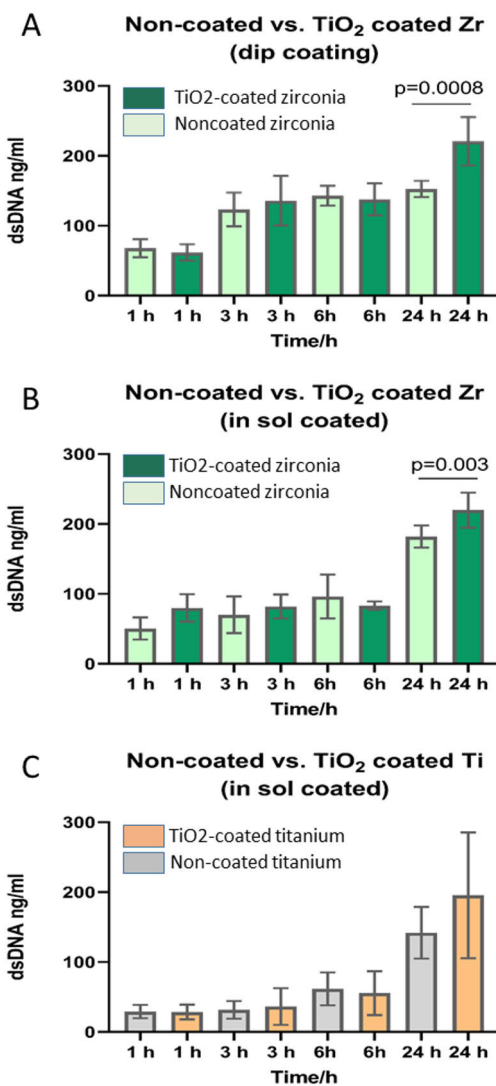 A
Non-coated vs. TiO₂ coated Zr
(dip coating)
dsDNA ng/ml
300
200
100
0
TiO2-coated zirconia
Noncoated zirconia
p=0.0008
1 h 1 h 3 h 3 h 6h 6h 24 h 24 h
Time/h
B
Non-coated vs. TiO₂ coated Zr
(in sol coated)
dsDNA ng/ml
300
200
100
0
TiO2-coated zirconia
Noncoated zirconia
p=0.003
1 h 1 h 3 h 3 h 6h 6h 24 h 24 h
Time/h
C
Non-coated vs. TiO₂ coated Ti
(in sol coated)
dsDNA ng/ml
300
200
100
0
TiO2-coated titanium
Non-coated titanium
1 h 1 h 3 h 3 h 6h 6h 24 h 24 h
Time/h